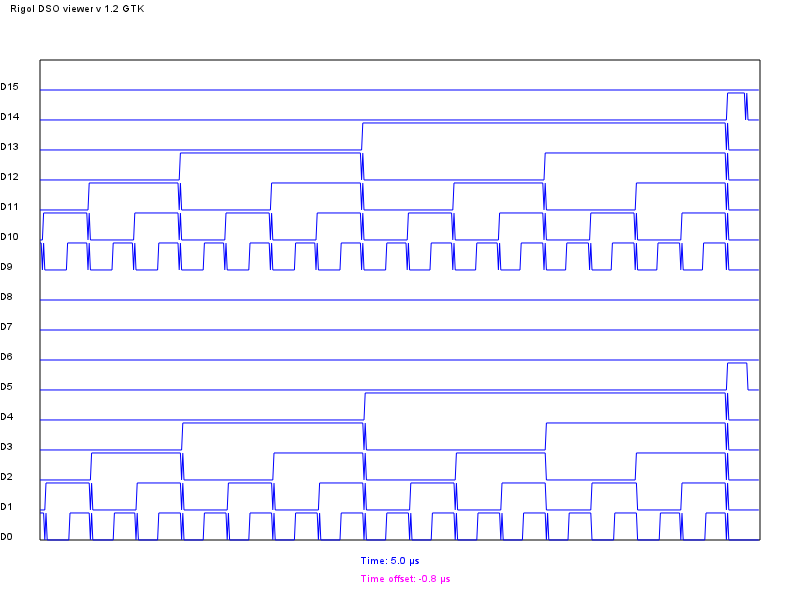 Rigol DSO viewer v 1.2 GTK
D15
D14
D13
D12
D11
D10
D9
D8
D7
D6
D5
D4
D3
D2
D1
D0
Time: 5.0 µs
Time offset: -0.8 µs